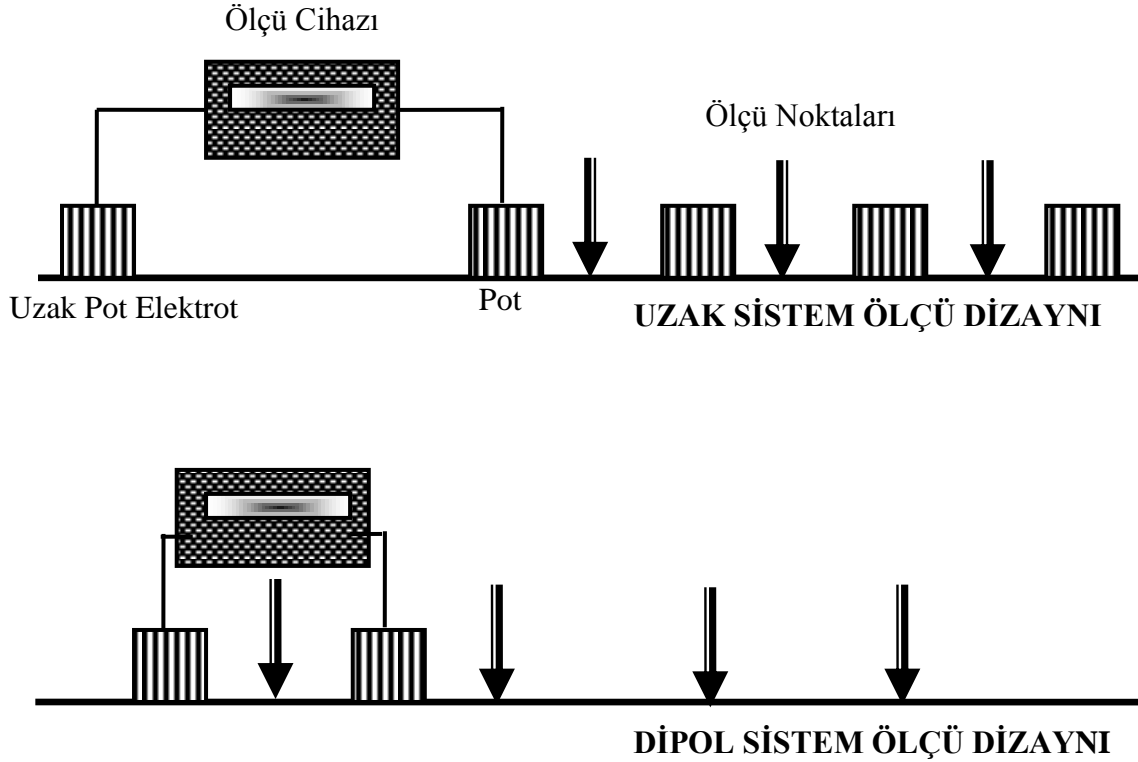 Ölçü Cihazı
Ölçü Noktaları
Uzak Pot Elektrot
Pot
UZAK SİSTEM ÖLÇÜ DİZAYNI
DİPOL SİSTEM ÖLÇÜ DİZAYNI